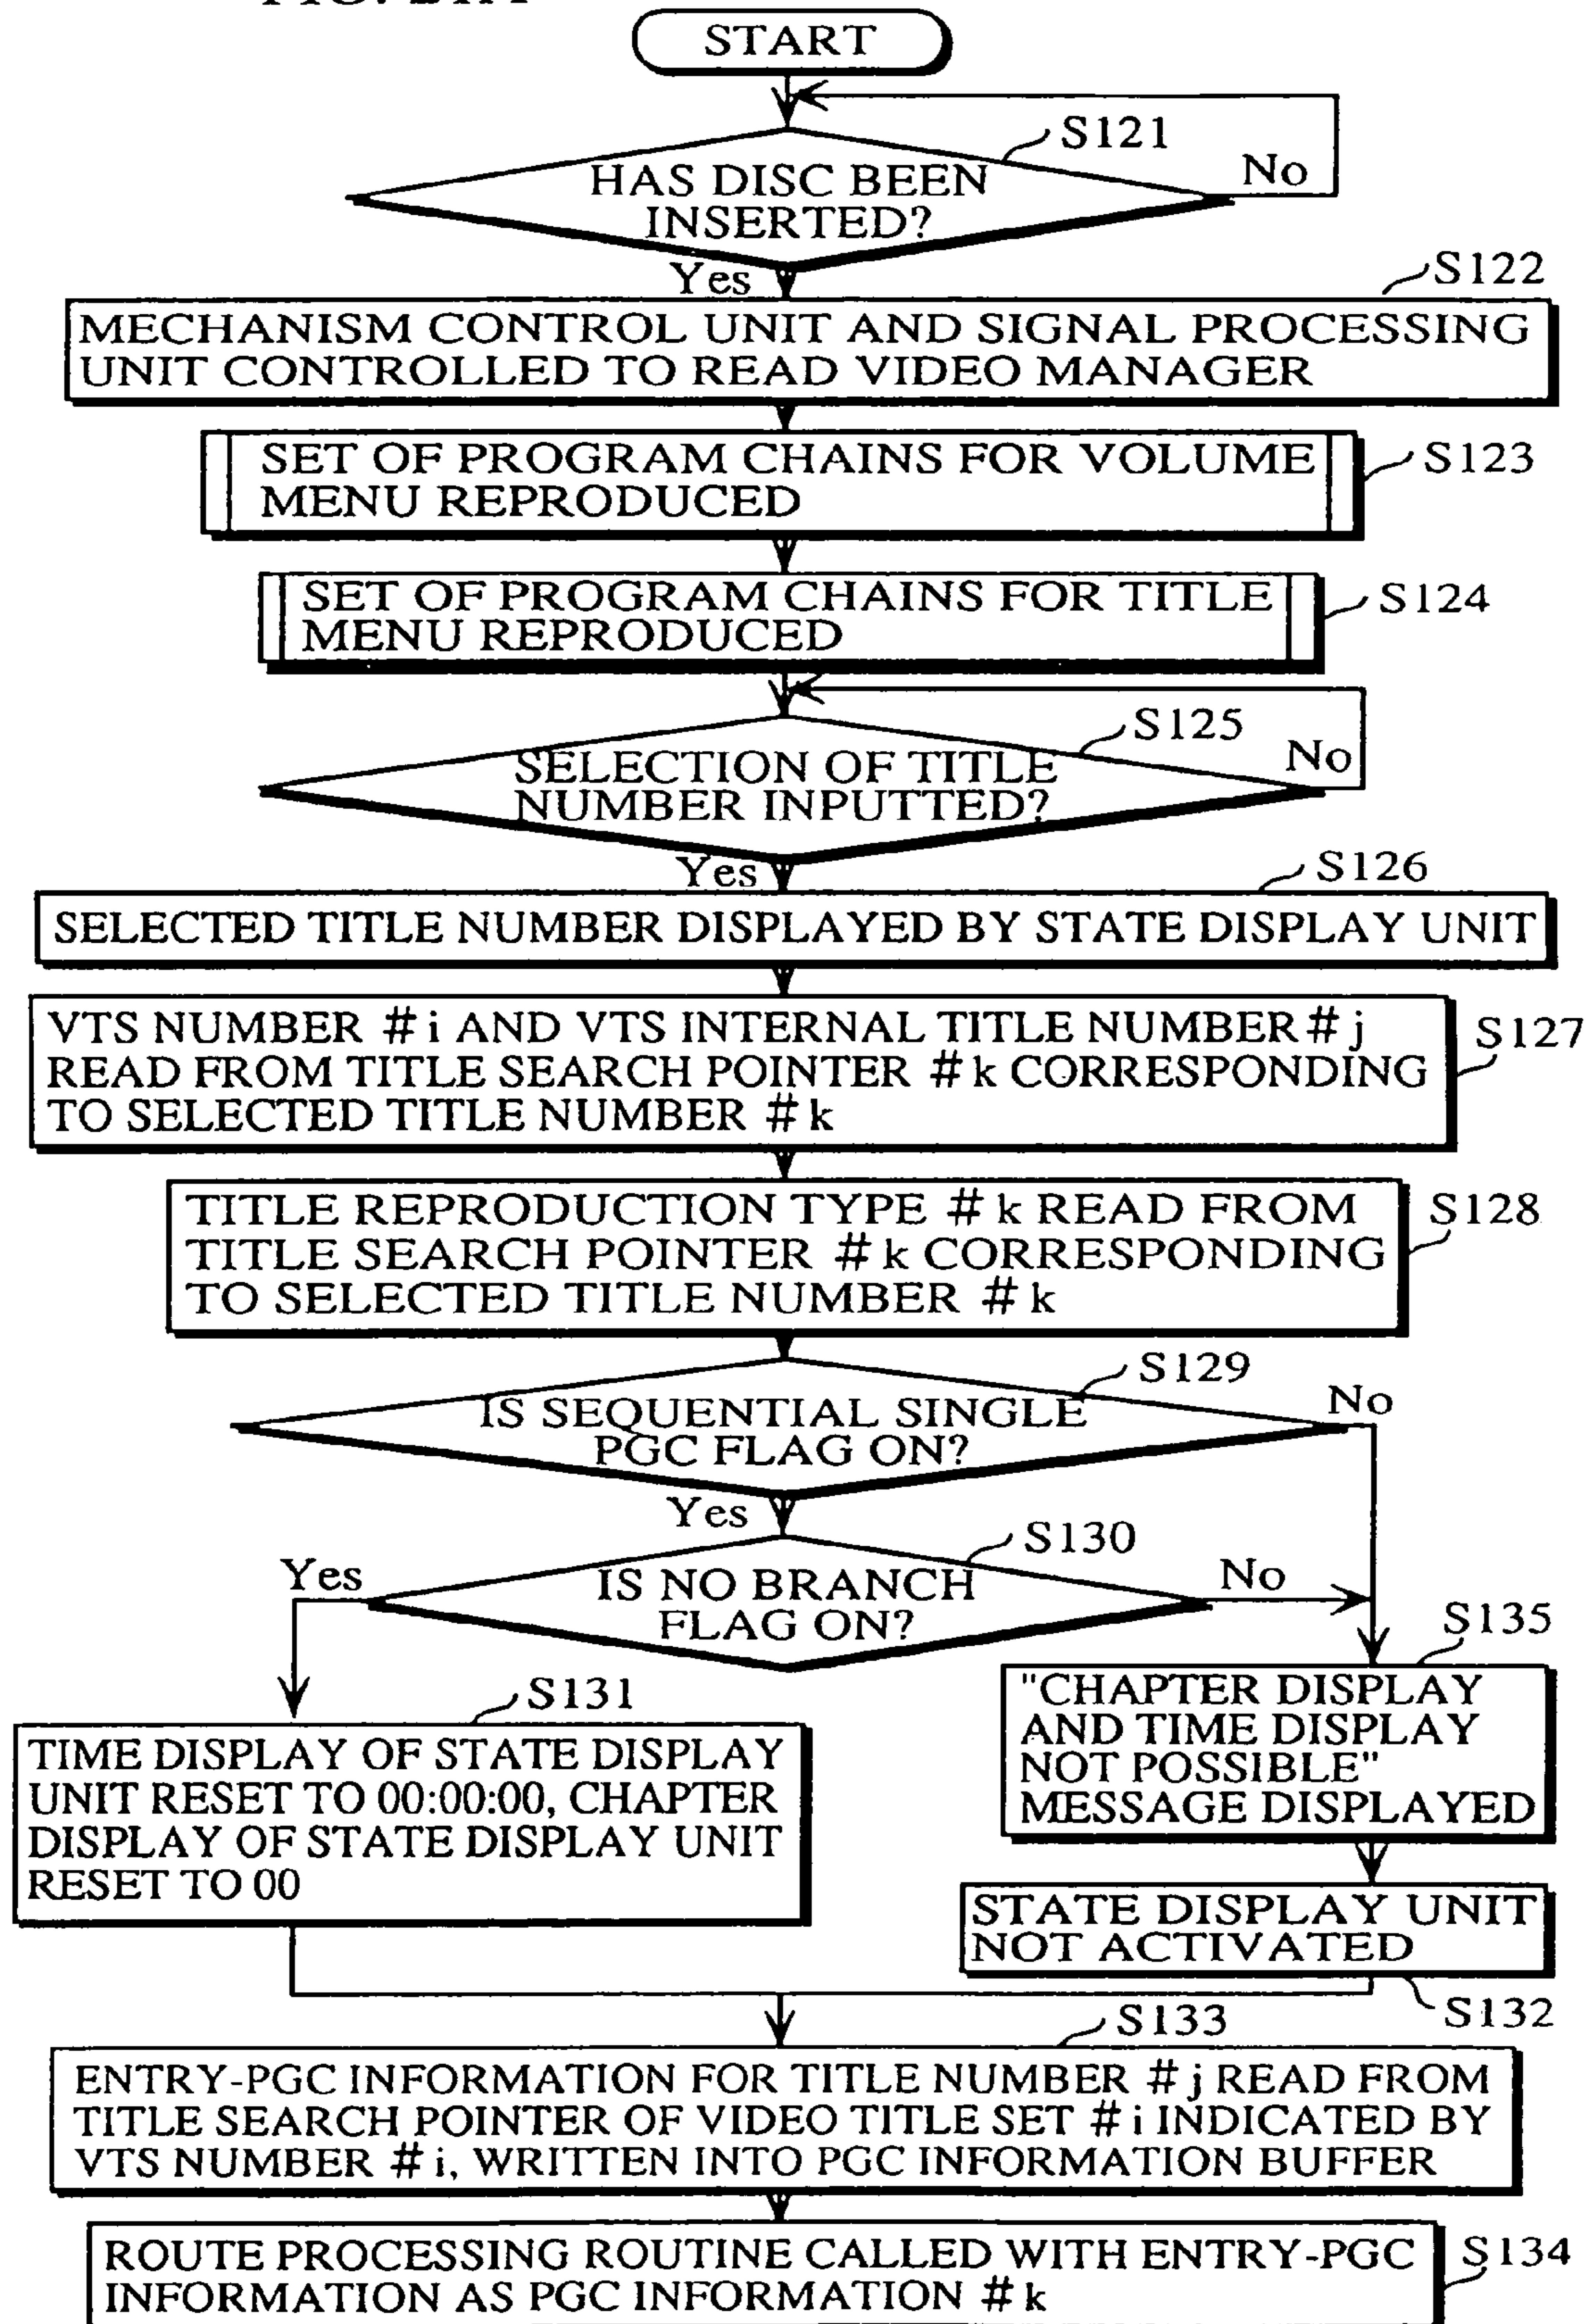 START
S121
HAS DISC BEEN
INSERTED?
No
Yes
S122
MECHANISM CONTROL UNIT AND SIGNAL PROCESSING
UNIT CONTROLLED TO READ VIDEO MANAGER
SET OF PROGRAM CHAINS FOR VOLUME
MENU REPRODUCED
S123
SET OF PROGRAM CHAINS FOR TITLE
MENU REPRODUCED
S124
S125
SELECTION OF TITLE
NUMBER INPUTTED?
No
Yes
S126
SELECTED TITLE NUMBER DISPLAYED BY STATE DISPLAY UNIT
VTS NUMBER #i AND VTS INTERNAL TITLE NUMBER #j
READ FROM TITLE SEARCH POINTER #k CORRESPONDING
TO SELECTED TITLE NUMBER #k
S127
TITLE REPRODUCTION TYPE #k READ FROM
TITLE SEARCH POINTER #k CORRESPONDING
TO SELECTED TITLE NUMBER #k
S128
S129
IS SEQUENTIAL SINGLE
PGC FLAG ON?
No
Yes
S130
Yes
IS NO BRANCH
FLAG ON?
No
S131
TIME DISPLAY OF STATE DISPLAY
UNIT RESET TO 00:00:00, CHAPTER
DISPLAY OF STATE DISPLAY UNIT
RESET TO 00
S135
"CHAPTER DISPLAY
AND TIME DISPLAY
NOT POSSIBLE"
MESSAGE DISPLAYED
STATE DISPLAY UNIT
NOT ACTIVATED
S132
S133
ENTRY-PGC INFORMATION FOR TITLE NUMBER #j READ FROM
TITLE SEARCH POINTER OF VIDEO TITLE SET #i INDICATED BY
VTS NUMBER #i, WRITTEN INTO PGC INFORMATION BUFFER
ROUTE PROCESSING ROUTINE CALLED WITH ENTRY-PGC
INFORMATION AS PGC INFORMATION #k
S134